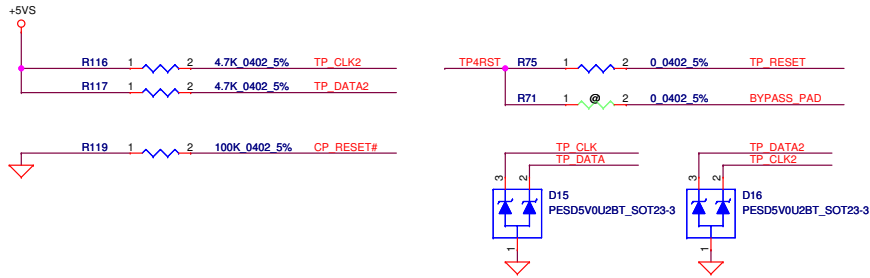 +5VS
R116 1 2 4.7K_0402_5% TP_CLK2
R117 1 2 4.7K_0402_5% TP_DATA2
R119 1 2 100K_0402_5% CP_RESET#
TP4RST R75 1 2 0_0402_5% TP_RESET
R71 1 @ 2 0_0402_5% BYPASS_PAD
TP_CLK
TP_DATA
3 2
D15
PESD5V0U2BT_SOT23-3
1
TP_DATA2
TP_CLK2
3 2
D16
PESD5V0U2BT_SOT23-3
1